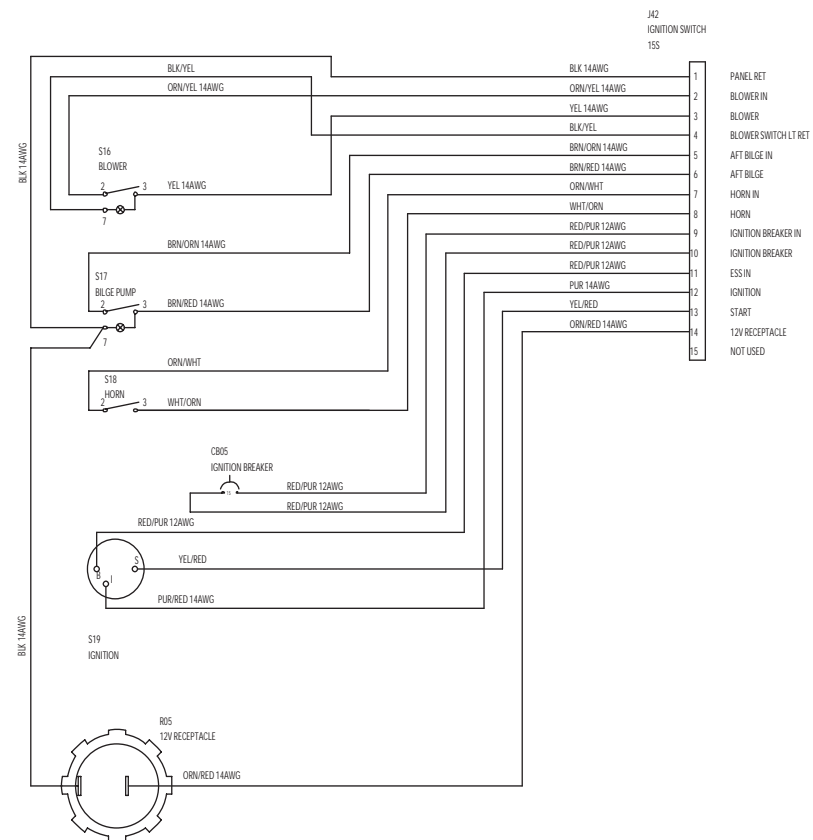 J42
IGNITION SWITCH
15S
BLK 14AWG 1 PANEL RET
BLK/YEL
ORN/YEL 14AWG 2 BLOWER IN
ORN/YEL 14AWG
YEL 14AWG 3 BLOWER
BLK/YEL 4 BLOWER SWITCH LT RET
BRN/ORN 14AWG 5 AFT BILGE IN
BRN/RED 14AWG 6 AFT BILGE
ORN/WHT 7 HORN IN
WHT/ORN 8 HORN
RED/PUR 12AWG 9 IGNITION BREAKER IN
RED/PUR 12AWG 10 IGNITION BREAKER
RED/PUR 12AWG 11 ESS IN
PUR 14AWG 12 IGNITION
YEL/RED 13 START
ORN/RED 14AWG 14 12V RECEPTACLE
15 NOT USED
BLK 14AWG
S16
BLOWER
2 3 YEL 14AWG
7
BRN/ORN 14AWG
S17
BILGE PUMP
2 3 BRN/RED 14AWG
7
ORN/WHT
S18
HORN
2 3 WHT/ORN
CB05
IGNITION BREAKER
15 RED/PUR 12AWG
RED/PUR 12AWG
RED/PUR 12AWG
B I S YEL/RED
PUR/RED 14AWG
S19
IGNITION
BLK 14AWG
R05
12V RECEPTACLE
ORN/RED 14AWG